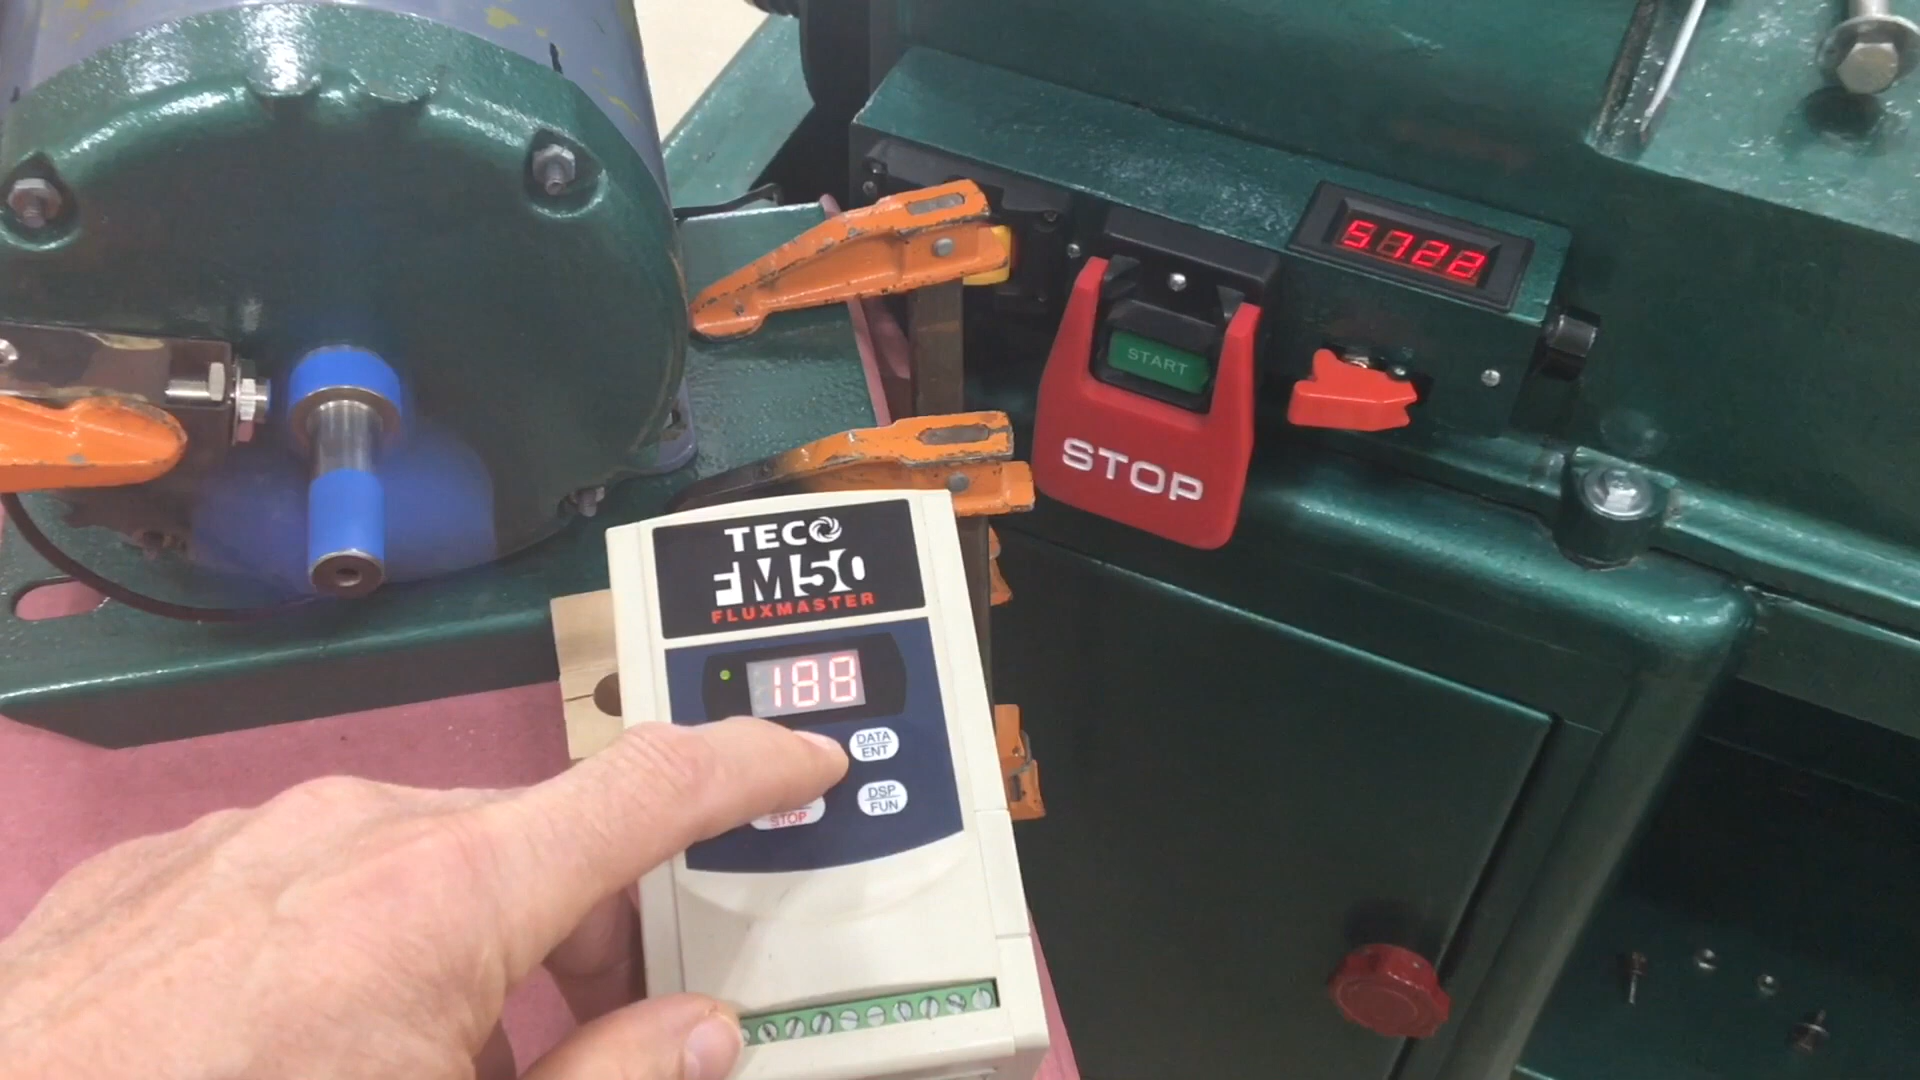 5722
START
STOP
TECO
FM50
FLUXMASTER
188
DATA
ENT
DSP
FUN
STOP